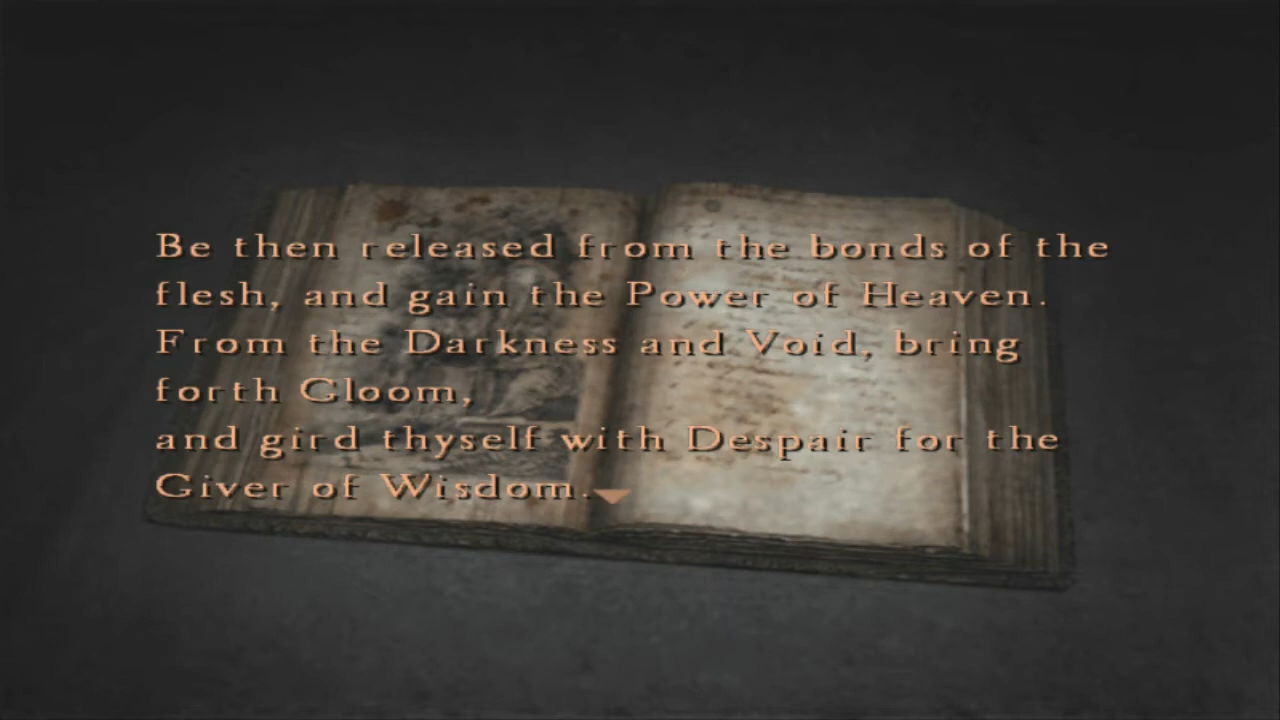 Be then released from the bonds of the
flesh, and gain the Power of Heaven.
From the Darkness and Void, bring
forth Gloom,
and gird thyself with Despair for the
Giver of Wisdom.